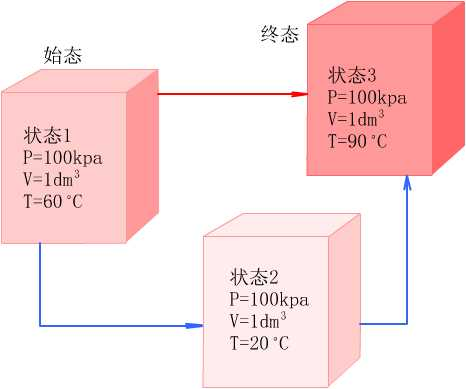 始态
状态1
P=100kpa
V=1dm³
T=60℃
终态
状态3
P=100kpa
V=1dm³
T=90℃
状态2
P=100kpa
V=1dm³
T=20℃